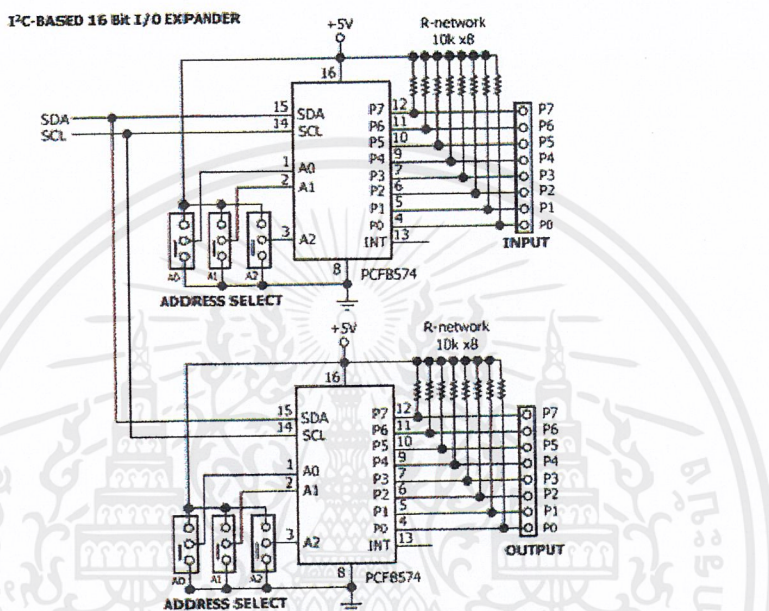 I²C-BASED 16 Bit I/O EXPANDER
+5V
R-network
10k x8
16
SDA
SCL
15 SDA
14 SCL
1 A0
2 A1
3 A2
8
P7 12
P6 11
P5 10
P4 9
P3 7
P2 6
P1 5
P0 4
INT 13
P7
P6
P5
P4
P3
P2
P1
P0
INPUT
PCF8574
A0 A1 A2
ADDRESS SELECT
+5V
R-network
10k x8
16
15 SDA
14 SCL
1 A0
2 A1
3 A2
8
P7 12
P6 11
P5 10
P4 9
P3 7
P2 6
P1 5
P0 4
INT 13
P7
P6
P5
P4
P3
P2
P1
P0
OUTPUT
PCF8574
A0 A1 A2
ADDRESS SELECT